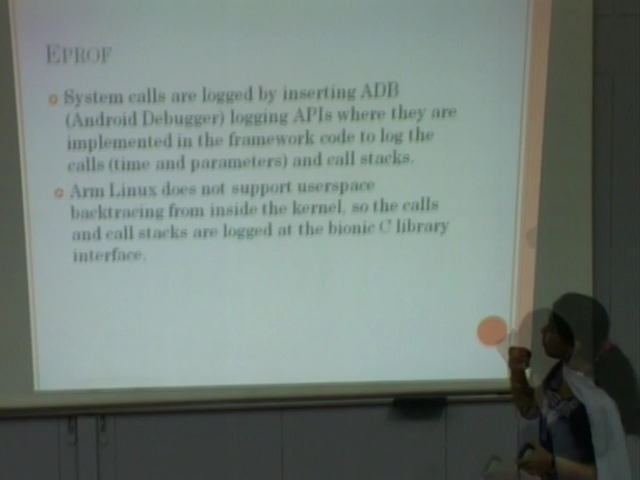 EPROF
System calls are logged by inserting ADB
(Android Debugger) logging APIs where they are
implemented in the framework code to log the
calls (time and parameters) and call stacks.
Arm Linux does not support userspace
backtracing from inside the kernel, so the calls
and call stacks are logged at the bionic C library
interface.